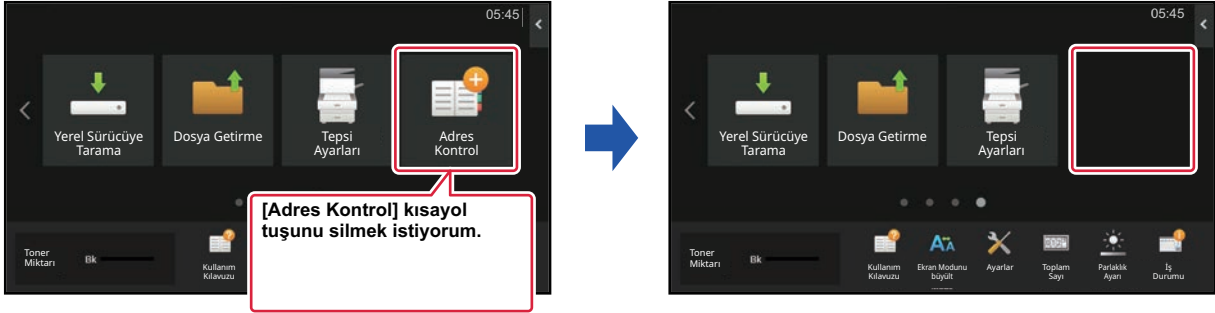 05:45
Yerel Sürücüye
Tarama
Dosya Getirme
Tepsi
Ayarları
Adres
Kontrol
[Adres Kontrol] kısayol
tuşunu silmek istiyorum.
Toner
Miktarı
Bk
Kullanım
Kılavuzu
05:45
Yerel Sürücüye
Tarama
Dosya Getirme
Tepsi
Ayarları
Toner
Miktarı
Bk
Kullanım
Kılavuzu
Ekran Modunu
büyült
Ayarlar
Toplam
Sayı
Parlaklık
Ayarı
İş
Durumu